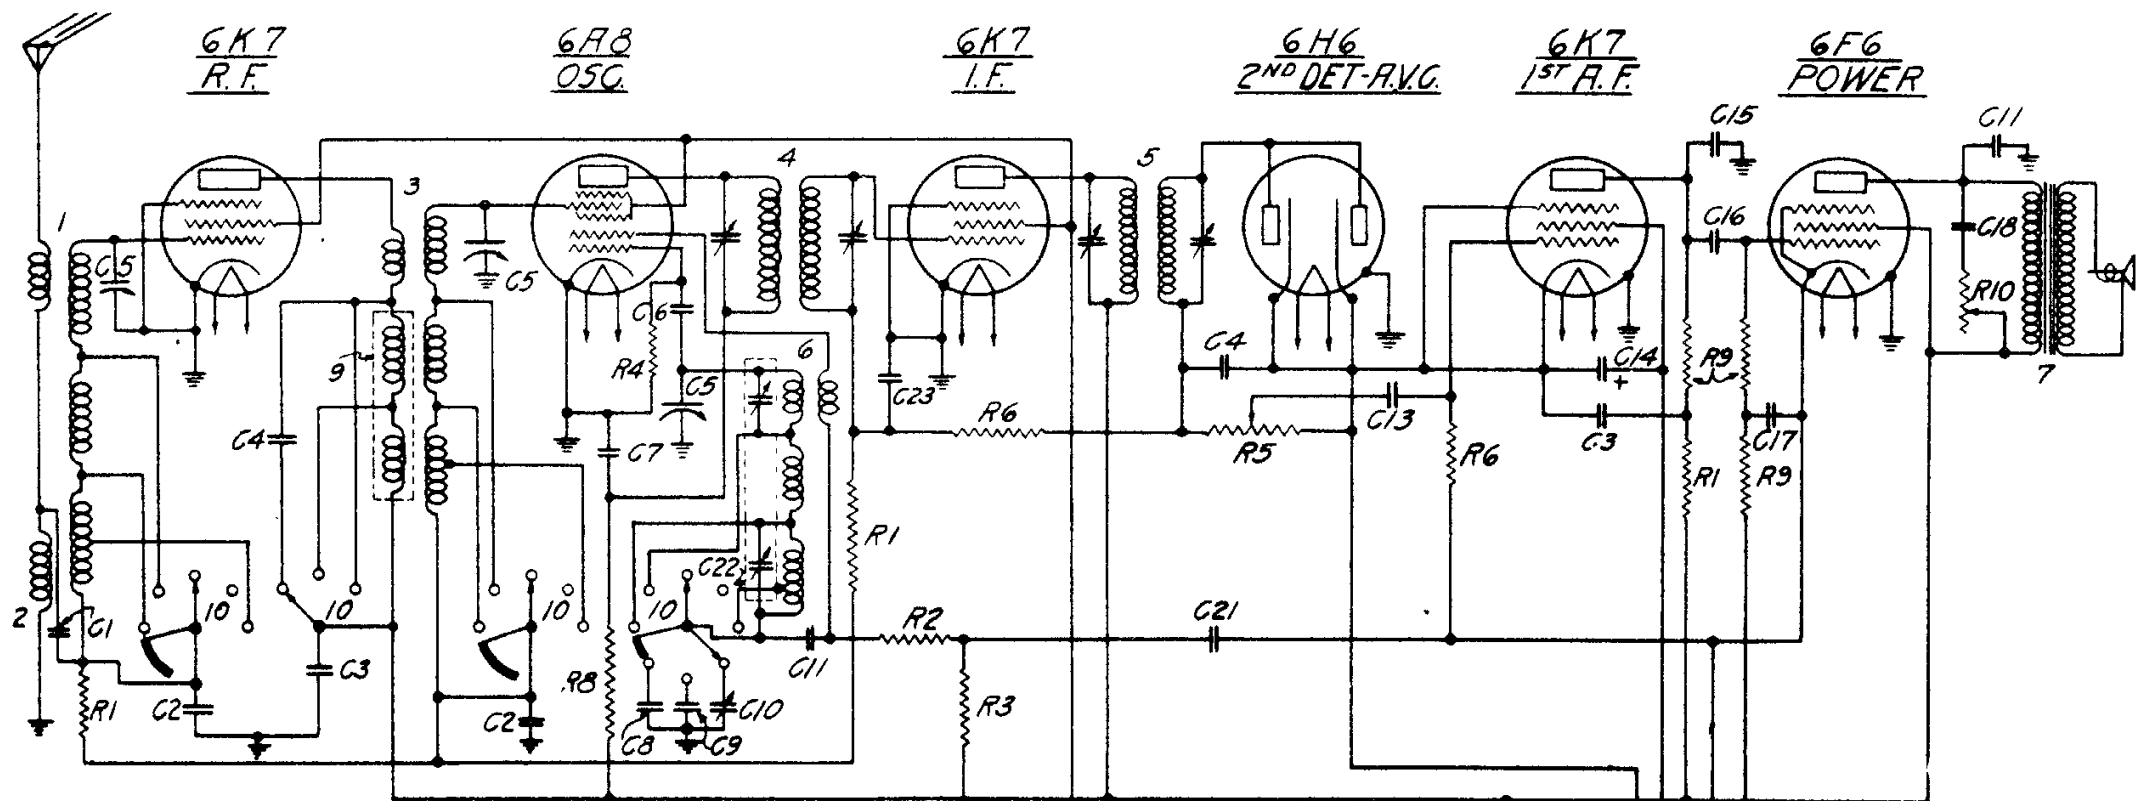 6K7
R.F.
6A8
OSC.
6K7
I.F.
6H6
2ND DET-A.V.C.
6K7
1ST A.F.
6F6
POWER
C15
C11
1
3
4
5
C16
C5
C5
C18
C6
6
R10
9
R4
C5
C4
C14
+
R9
7
C23
C13
C4
R6
R5
C3
C17
C7
R6
R1
R9
R1
C22
2
C1
10
10
10
10
R2
C21
C11
C3
R8
R1
C2
C2
C10
R3
C8
C9